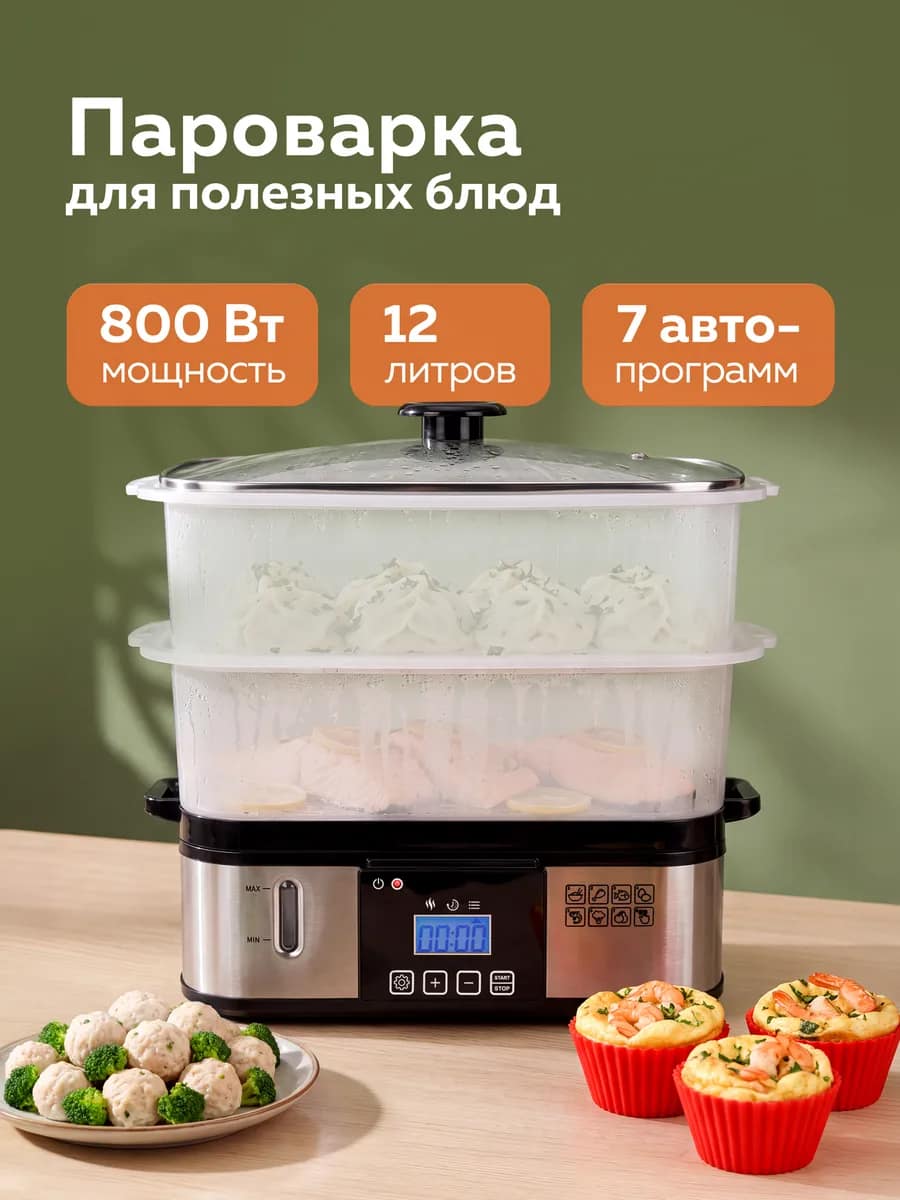 Пароварка
для полезных блюд
800 Вт
мощность
12
литров
7 авто-
программ
MAX
MIN
00:00
START
STOP